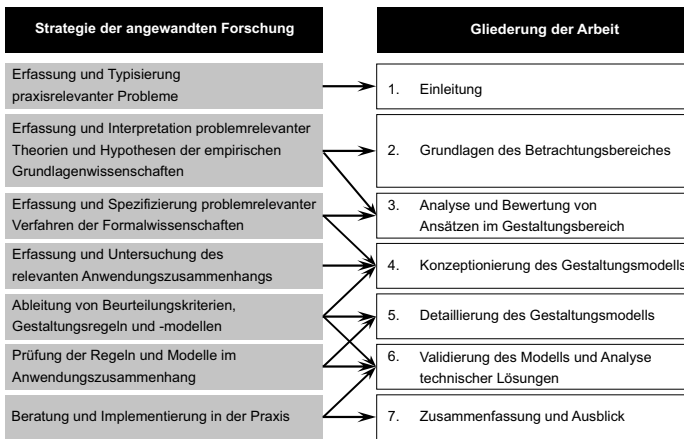 Strategie der angewandten Forschung
Erfassung und Typisierung
praxisrelevanter Probleme
Erfassung und Interpretation problemrelevanter
Theorien und Hypothesen der empirischen
Grundlagenwissenschaften
Erfassung und Spezifizierung problemrelevanter
Verfahren der Formalwissenschaften
Erfassung und Untersuchung des
relevanten Anwendungszusammenhangs
Ableitung von Beurteilungskriterien,
Gestaltungsregeln und -modellen
Prüfung der Regeln und Modelle im
Anwendungszusammenhang
Beratung und Implementierung in der Praxis
Gliederung der Arbeit
1. Einleitung
2. Grundlagen des Betrachtungsbereiches
3. Analyse und Bewertung von
Ansätzen im Gestaltungsbereich
4. Konzeptionierung des Gestaltungsmodells
5. Detaillierung des Gestaltungsmodells
6. Validierung des Modells und Analyse
technischer Lösungen
7. Zusammenfassung und Ausblick